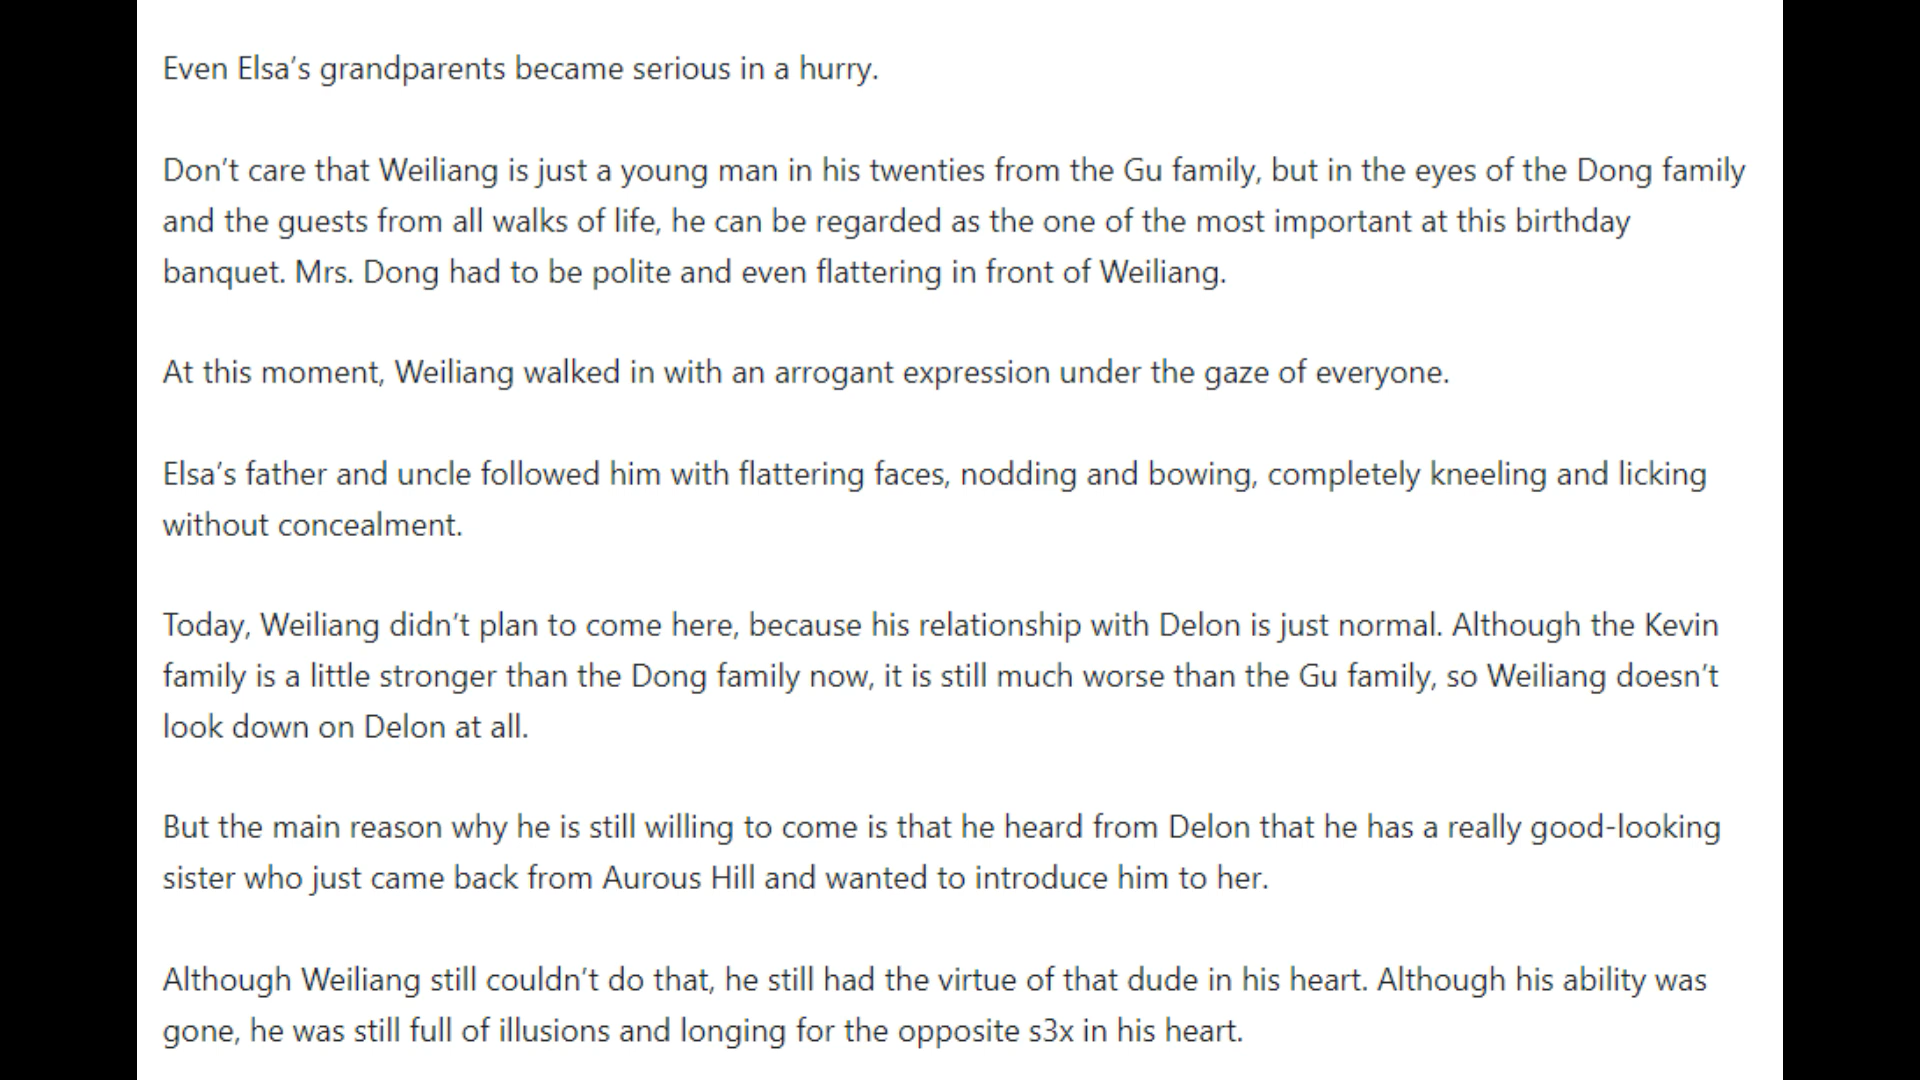 Even Elsa’s grandparents became serious in a hurry.
Don’t care that Weiliang is just a young man in his twenties from the Gu family, but in the eyes of the Dong family
and the guests from all walks of life, he can be regarded as the one of the most important at this birthday
banquet. Mrs. Dong had to be polite and even flattering in front of Weiliang.
At this moment, Weiliang walked in with an arrogant expression under the gaze of everyone.
Elsa’s father and uncle followed him with flattering faces, nodding and bowing, completely kneeling and licking
without concealment.
Today, Weiliang didn’t plan to come here, because his relationship with Delon is just normal. Although the Kevin
family is a little stronger than the Dong family now, it is still much worse than the Gu family, so Weiliang doesn’t
look down on Delon at all.
But the main reason why he is still willing to come is that he heard from Delon that he has a really good-looking
sister who just came back from Aurous Hill and wanted to introduce him to her.
Although Weiliang still couldn’t do that, he still had the virtue of that dude in his heart. Although his ability was
gone, he was still full of illusions and longing for the opposite s3x in his heart.